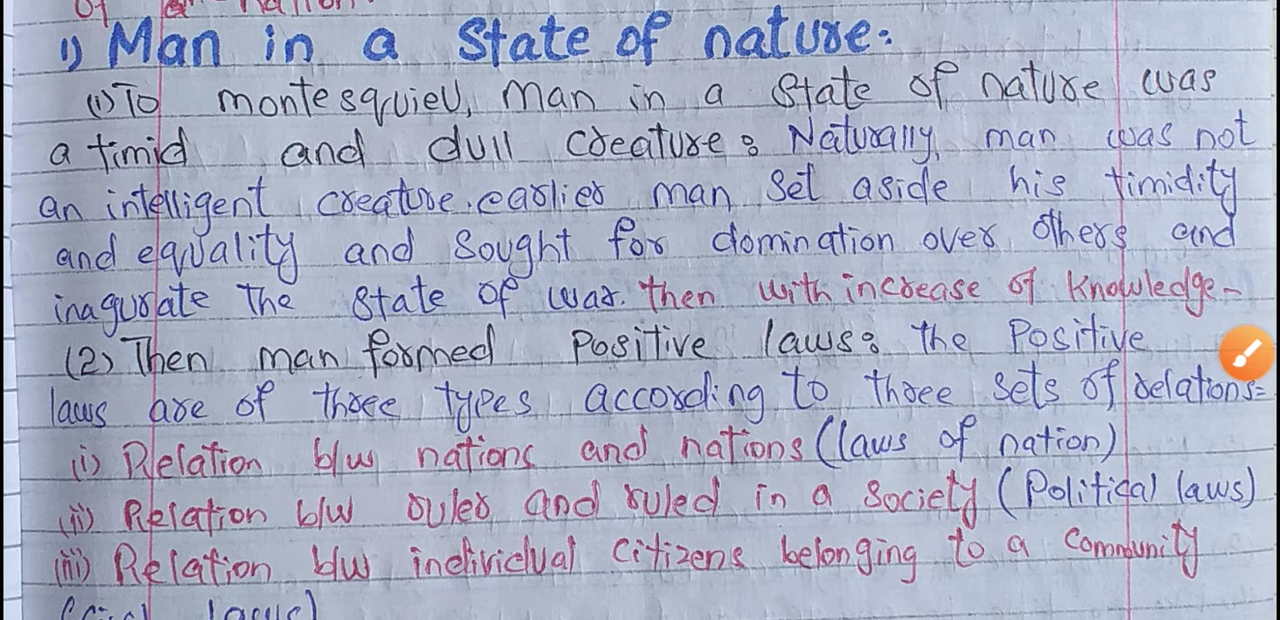 of a nation.
1) Man in a State of nature:
(1) To montesquieu, man in a State of nature was
a timid and dull creature : Naturally, man was not
an intelligent creature. earlier man set aside his timidity
and equality and sought for domination over others and
inagurate the state of war. then with increase of Knowledge-
(2) Then man formed Positive laws : the Positive
laws are of three types according to three sets of relations=
(i) Relation b/w nations and nations (laws of nation)
(ii) Relation b/w ruler and ruled in a society (Political laws)
(iii) Relation b/w individual citizens belonging to a community
(civil laws)